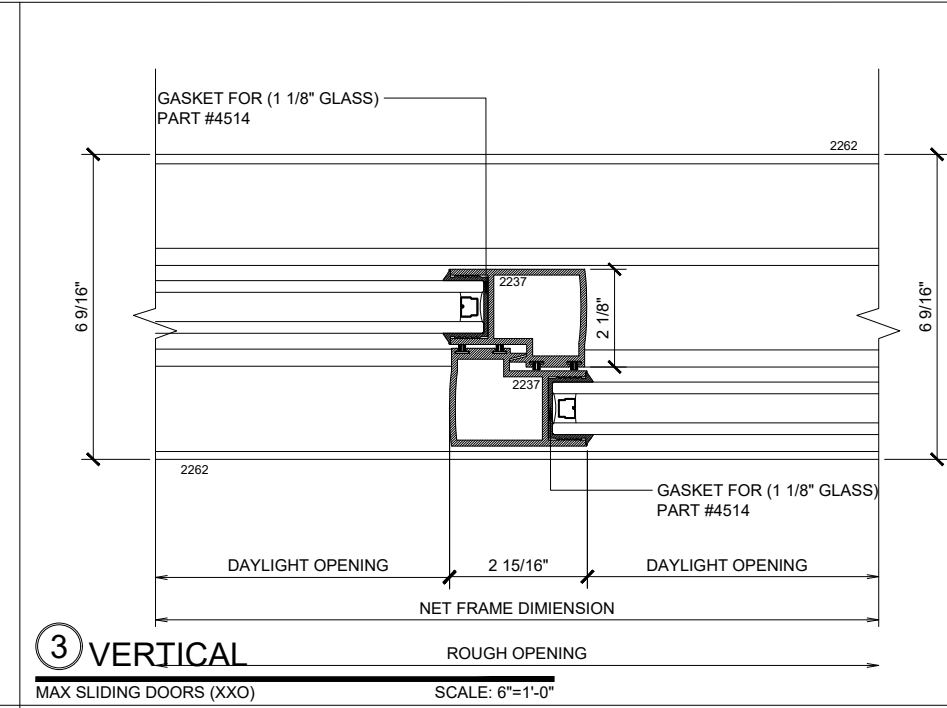 GASKET FOR (1 1/8" GLASS)
PART #4514
2262
6 9/16"
2237
2 1/8"
6 9/16"
2237
2262
GASKET FOR (1 1/8" GLASS)
PART #4514
DAYLIGHT OPENING
2 15/16"
DAYLIGHT OPENING
NET FRAME DIMIENSION
3 VERTICAL
ROUGH OPENING
MAX SLIDING DOORS (XXO)
SCALE: 6"=1'-0"